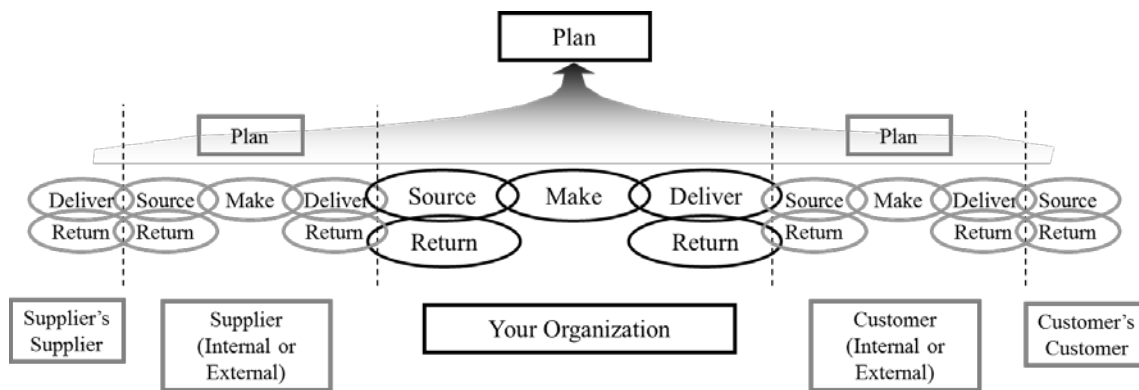 Plan
Plan
Plan
Deliver Source Make Deliver Source Make Deliver Source Make Deliver Source
Return Return Return Return Return Return Return Return
Supplier's
Supplier
Supplier
(Internal or
External)
Your Organization
Customer
(Internal or
External)
Customer's
Customer